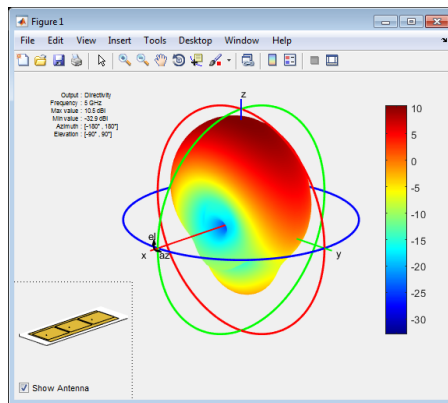 Figure 1
File Edit View Insert Tools Desktop Window Help
Output : Directivity
Frequency : 5 GHz
Max value : 10.5 dBi
Min value : -32.9 dBi
Azimuth : [-180° , 180°]
Elevation : [-90° , 90°]
z
el
x az
y
10
5
0
-5
-10
-15
-20
-25
-30
Show Antenna